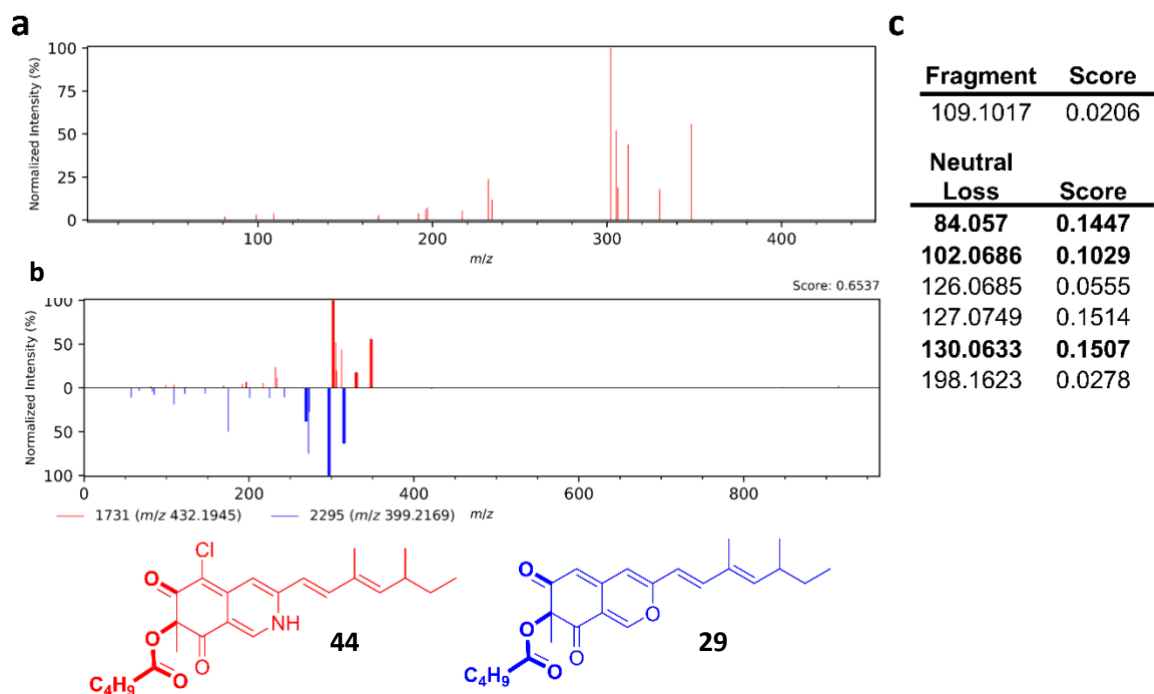 a
c
100
75
50
25
0
Normalized Intensity (%)
100
200
300
400
m/z
Fragment Score
109.1017 0.0206
Neutral
Loss Score
84.057 0.1447
102.0686 0.1029
126.0685 0.0555
127.0749 0.1514
130.0633 0.1507
198.1623 0.0278
b
Score: 0.6537
100
50
0
50
100
Normalized Intensity (%)
0
200
400
600
800
m/z
1731 (m/z 432.1945)
2295 (m/z 399.2169)
Cl
O
O
NH
O
C4H9
O
44
O
O
O
O
C4H9
O
29